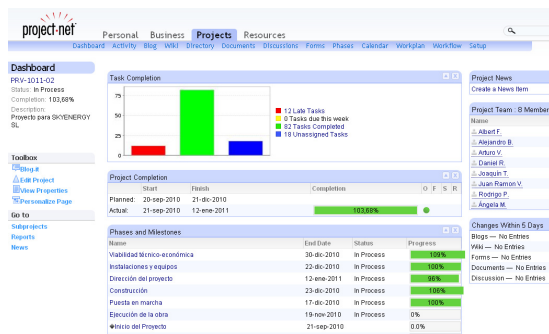 project·net
Personal Business Projects Resources
Dashboard Activity Blog Wiki Directory Documents Discussions Forms Phases Calendar Workplan Workflow Setup
Dashboard
PRV-1011-02
Status: In Process
Completion: 103,68%
Description:
Proyecto para SKYENERGY
SL
Toolbox
Blog-it
Edit Project
View Properties
Personalize Page
Go to
Subprojects
Reports
News
Task Completion
75
50
25
0
12 Late Tasks
0 Tasks due this week
82 Tasks Completed
18 Unassigned Tasks
Project Completion
Start Finish Completion O F S R
Planned: 20-sep-2010 21-dic-2010
Actual: 21-sep-2010 12-ene-2011 103,68%
Phases and Milestones
Name End Date Status Progress
Viabilidad técnico-económica 30-dic-2010 In Process 109%
Instalaciones y equipos 22-dic-2010 In Process 100%
Dirección del proyecto 12-ene-2011 In Process 96%
Construcción 23-dic-2010 In Process 106%
Puesta en marcha 17-dic-2010 In Process 100%
Ejecución de la obra 19-nov-2010 In Process 0%
Inicio del Proyecto 21-sep-2010 0.0%
Project News
Create a News Item
Project Team : 8 Member
Name
Albert F.
Alejandro B.
Arturo V.
Daniel R.
Joaquín T.
Juan Ramon V.
Rodrigo P.
Ángela M.
Changes Within 5 Days
Blogs — No Entries
Wiki — No Entries
Forms — No Entries
Documents — No Entries
Discussion — No Entries